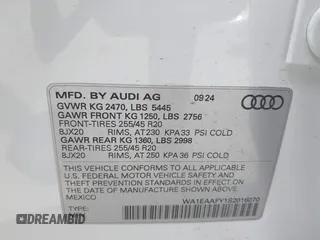 MFD. BY AUDI AG 09/24
GVWR KG 2470, LBS 5445
GAWR FRONT KG 1250, LBS 2756
FRONT-TIRES 255/45 R20
8JX20 RIMS, AT 230 KPA 33 PSI COLD
GAWR REAR KG 1360, LBS 2998
REAR-TIRES 255/45 R20
8JX20 RIMS, AT 250 KPA 36 PSI COLD
THIS VEHICLE CONFORMS TO ALL APPLICABLE
U.S. FEDERAL MOTOR VEHICLE SAFETY AND
THEFT PREVENTION STANDARDS IN EFFECT ON THE
DATE OF MANUFACTURE SHOWN ABOVE.
MEXICO WA1EAAFY1S2016070
TYPE: